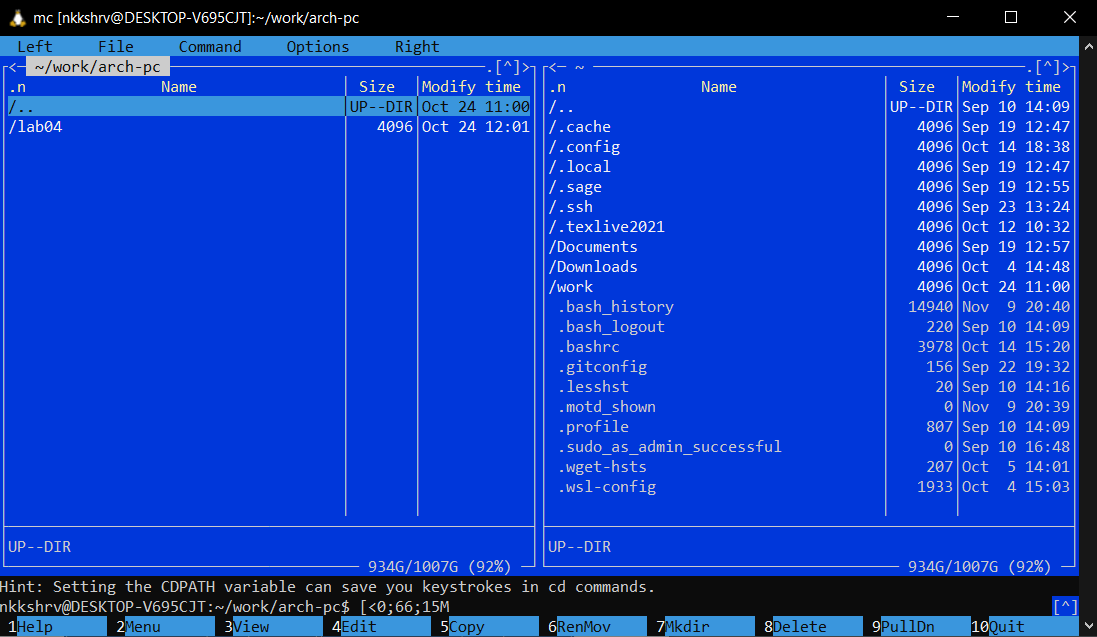 mc [nkkshrv@DESKTOP-V695CJT]:~/work/arch-pc
Left File Command Options Right
<─ ~/work/arch-pc .[^]>
.n Name Size Modify time
/.. UP--DIR Oct 24 11:00
/lab04 4096 Oct 24 12:01
UP--DIR
934G/1007G (92%)
<─ ~ .[^]>
.n Name Size Modify time
/.. UP--DIR Sep 10 14:09
/.cache 4096 Sep 19 12:47
/.config 4096 Oct 14 18:38
/.local 4096 Sep 19 12:47
/.sage 4096 Sep 19 12:55
/.ssh 4096 Sep 23 13:24
/.texlive2021 4096 Oct 12 10:32
/Documents 4096 Sep 19 12:57
/Downloads 4096 Oct 4 14:48
/work 4096 Oct 24 11:00
.bash_history 14940 Nov 9 20:40
.bash_logout 220 Sep 10 14:09
.bashrc 3978 Oct 14 15:20
.gitconfig 156 Sep 22 19:32
.lesshst 20 Sep 10 14:16
.motd_shown 0 Nov 9 20:39
.profile 807 Sep 10 14:09
.sudo_as_admin_successful 0 Sep 10 16:48
.wget-hsts 207 Oct 5 14:01
.wsl-config 1933 Oct 4 15:03
UP--DIR
934G/1007G (92%)
Hint: Setting the CDPATH variable can save you keystrokes in cd commands.
nkkshrv@DESKTOP-V695CJT:~/work/arch-pc$ [<0;66;15M [^]
1Help 2Menu 3View 4Edit 5Copy 6RenMov 7Mkdir 8Delete 9PullDn 10Quit